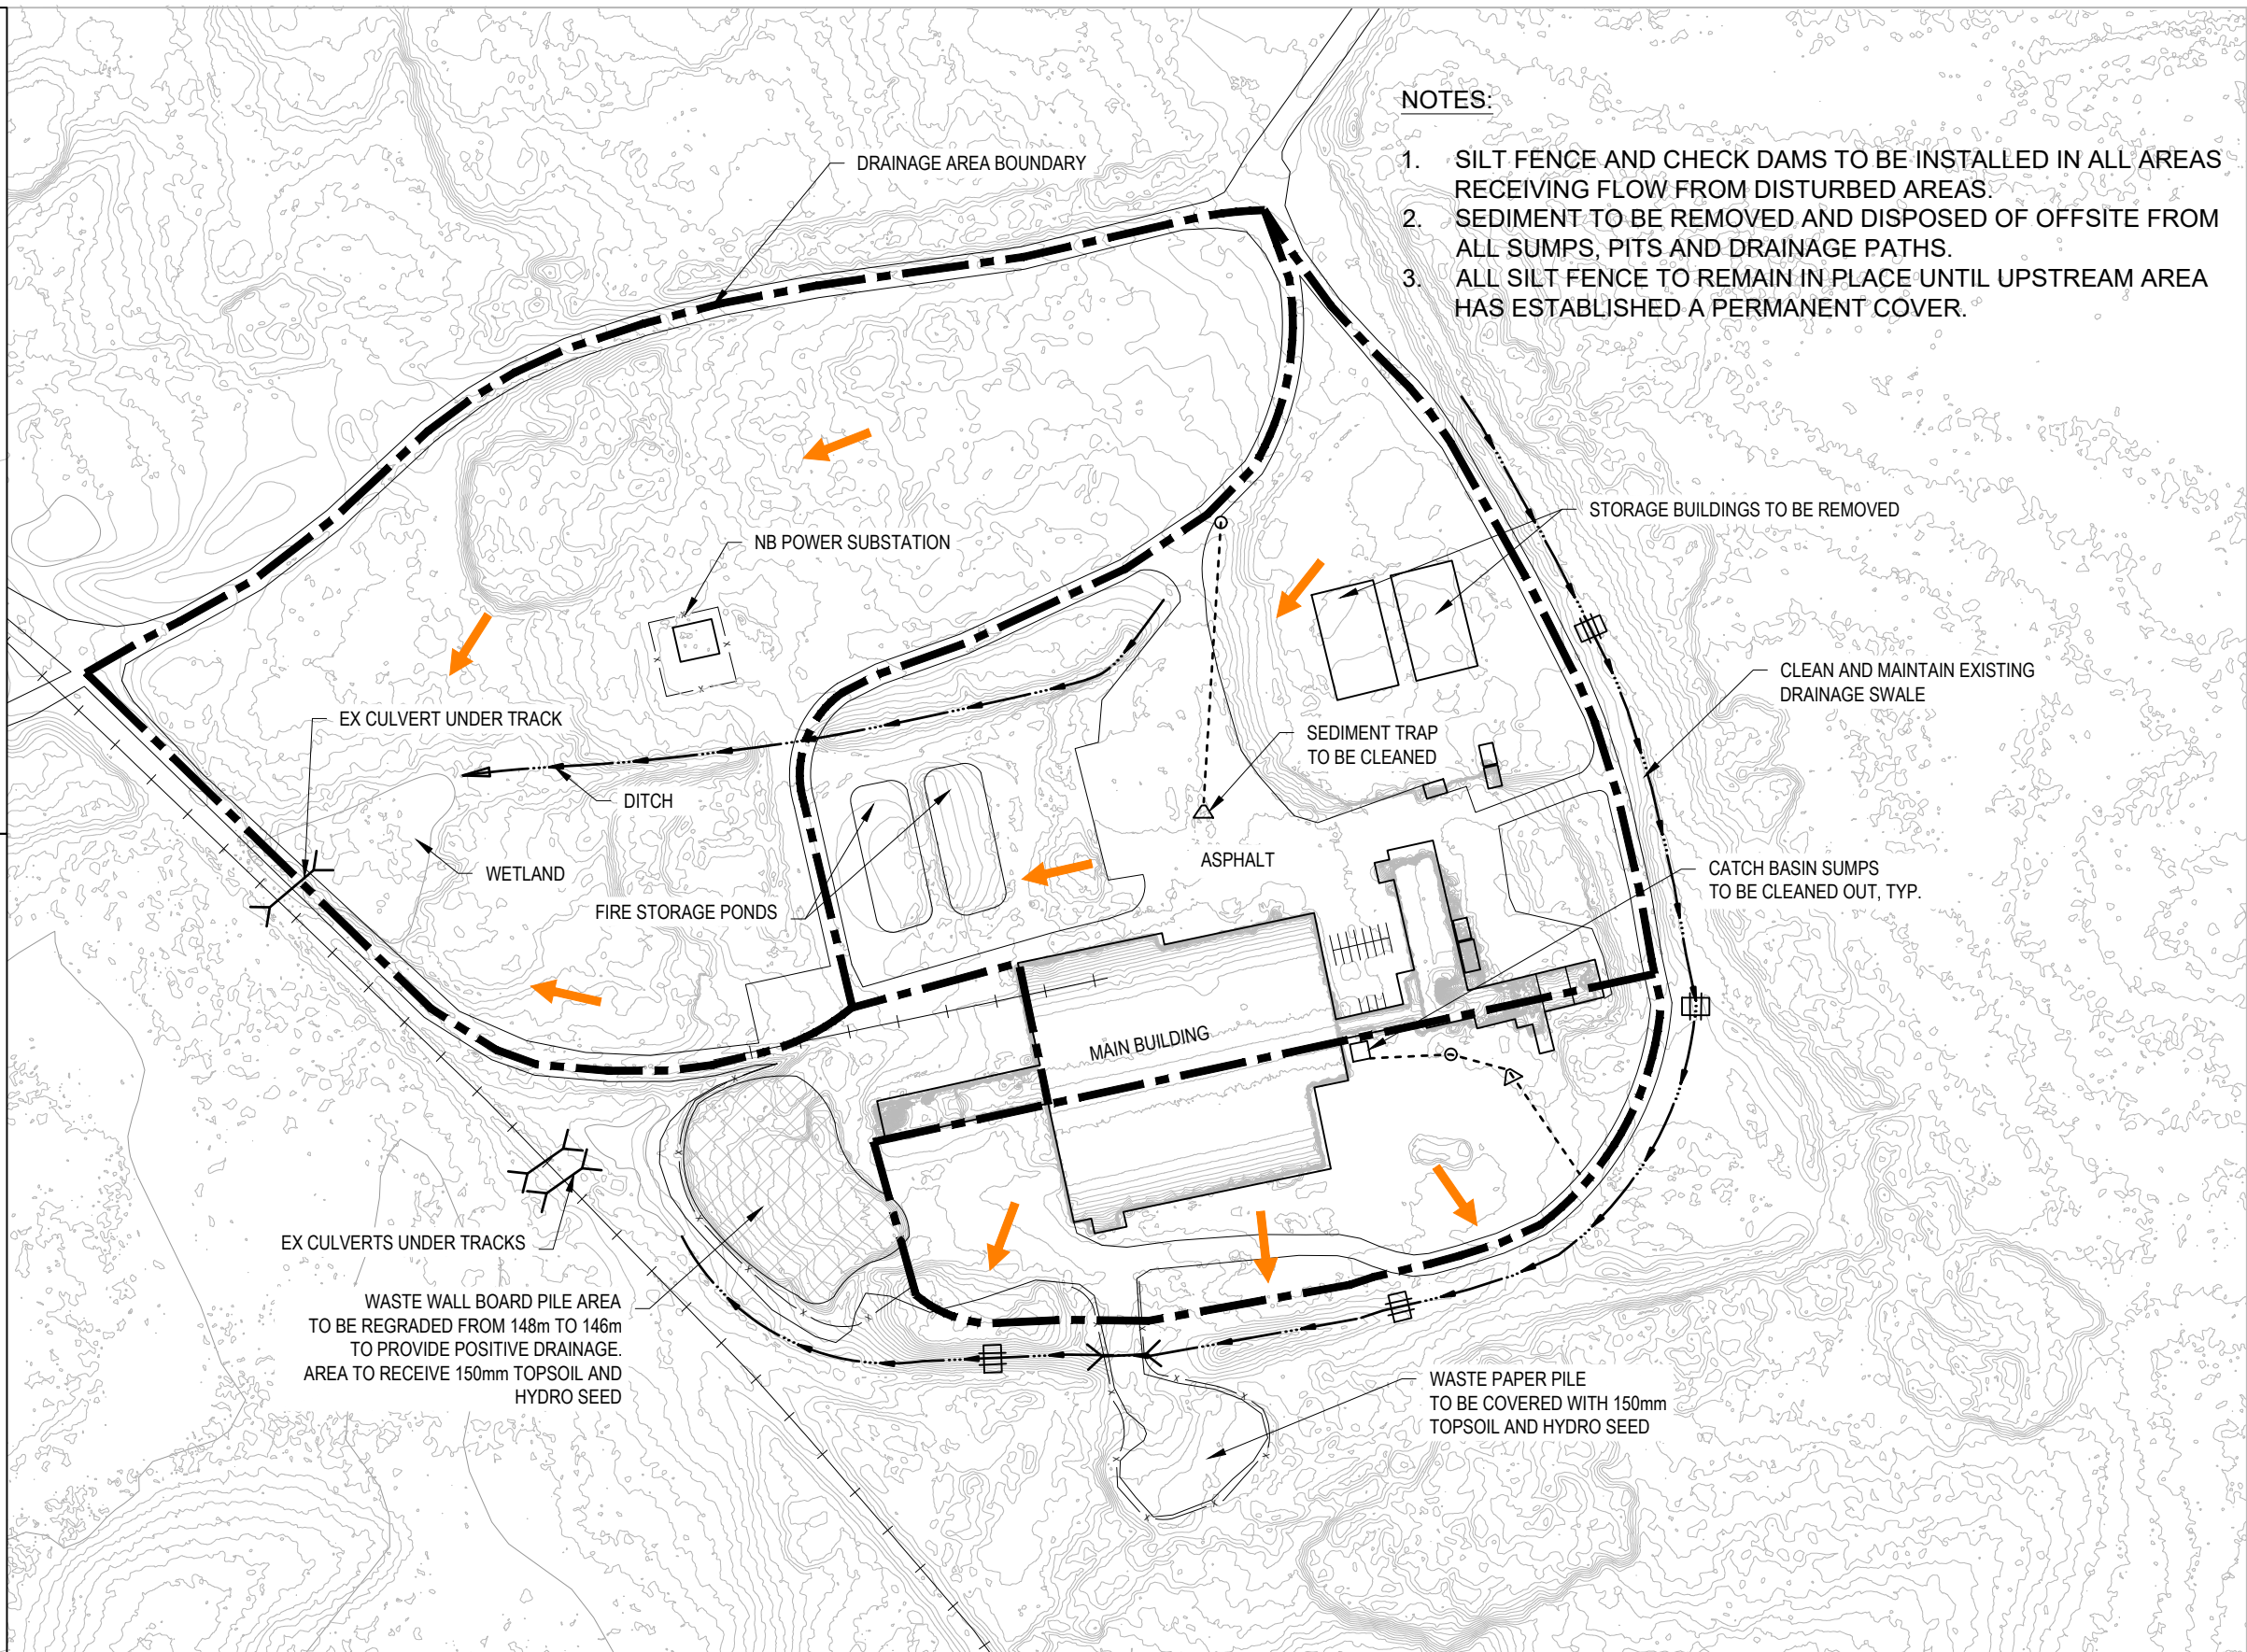 NOTES:
1. SILT FENCE AND CHECK DAMS TO BE INSTALLED IN ALL AREAS
RECEIVING FLOW FROM DISTURBED AREAS.
2. SEDIMENT TO BE REMOVED AND DISPOSED OF OFFSITE FROM
ALL SUMPS, PITS AND DRAINAGE PATHS.
3. ALL SILT FENCE TO REMAIN IN PLACE UNTIL UPSTREAM AREA
HAS ESTABLISHED A PERMANENT COVER.
DRAINAGE AREA BOUNDARY
STORAGE BUILDINGS TO BE REMOVED
NB POWER SUBSTATION
CLEAN AND MAINTAIN EXISTING
DRAINAGE SWALE
EX CULVERT UNDER TRACK
SEDIMENT TRAP
TO BE CLEANED
DITCH
ASPHALT
WETLAND
CATCH BASIN SUMPS
TO BE CLEANED OUT, TYP.
FIRE STORAGE PONDS
MAIN BUILDING
EX CULVERTS UNDER TRACKS
WASTE WALL BOARD PILE AREA
TO BE REGRADED FROM 148m TO 146m
TO PROVIDE POSITIVE DRAINAGE.
AREA TO RECEIVE 150mm TOPSOIL AND
HYDRO SEED
WASTE PAPER PILE
TO BE COVERED WITH 150mm
TOPSOIL AND HYDRO SEED